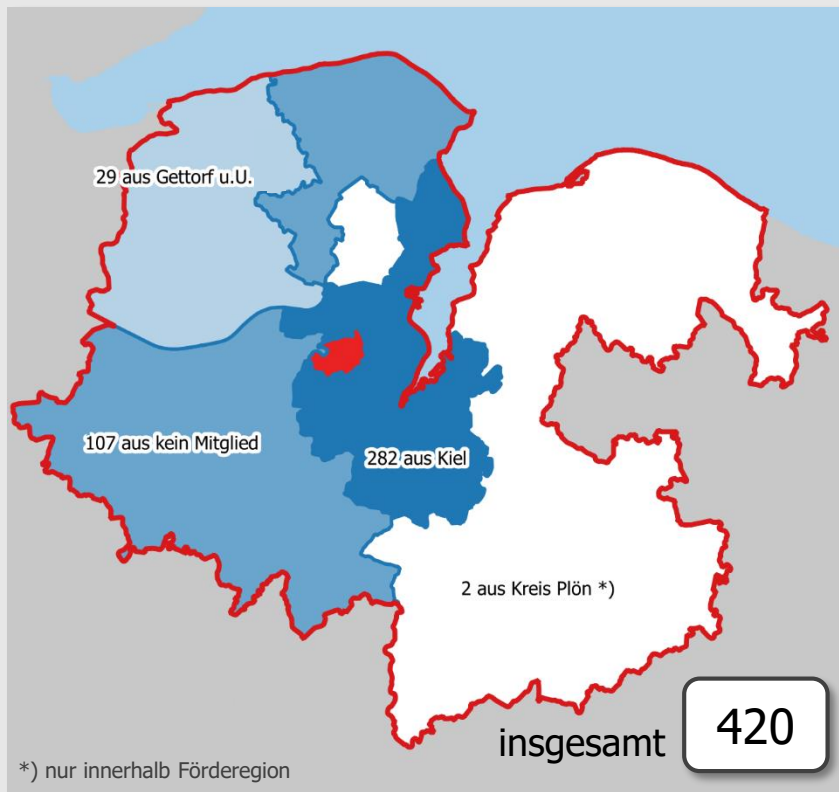 29 aus Gettorf u.U.
107 aus kein Mitglied
282 aus Kiel
2 aus Kreis Plön *)
insgesamt 420
*) nur innerhalb Förderegion